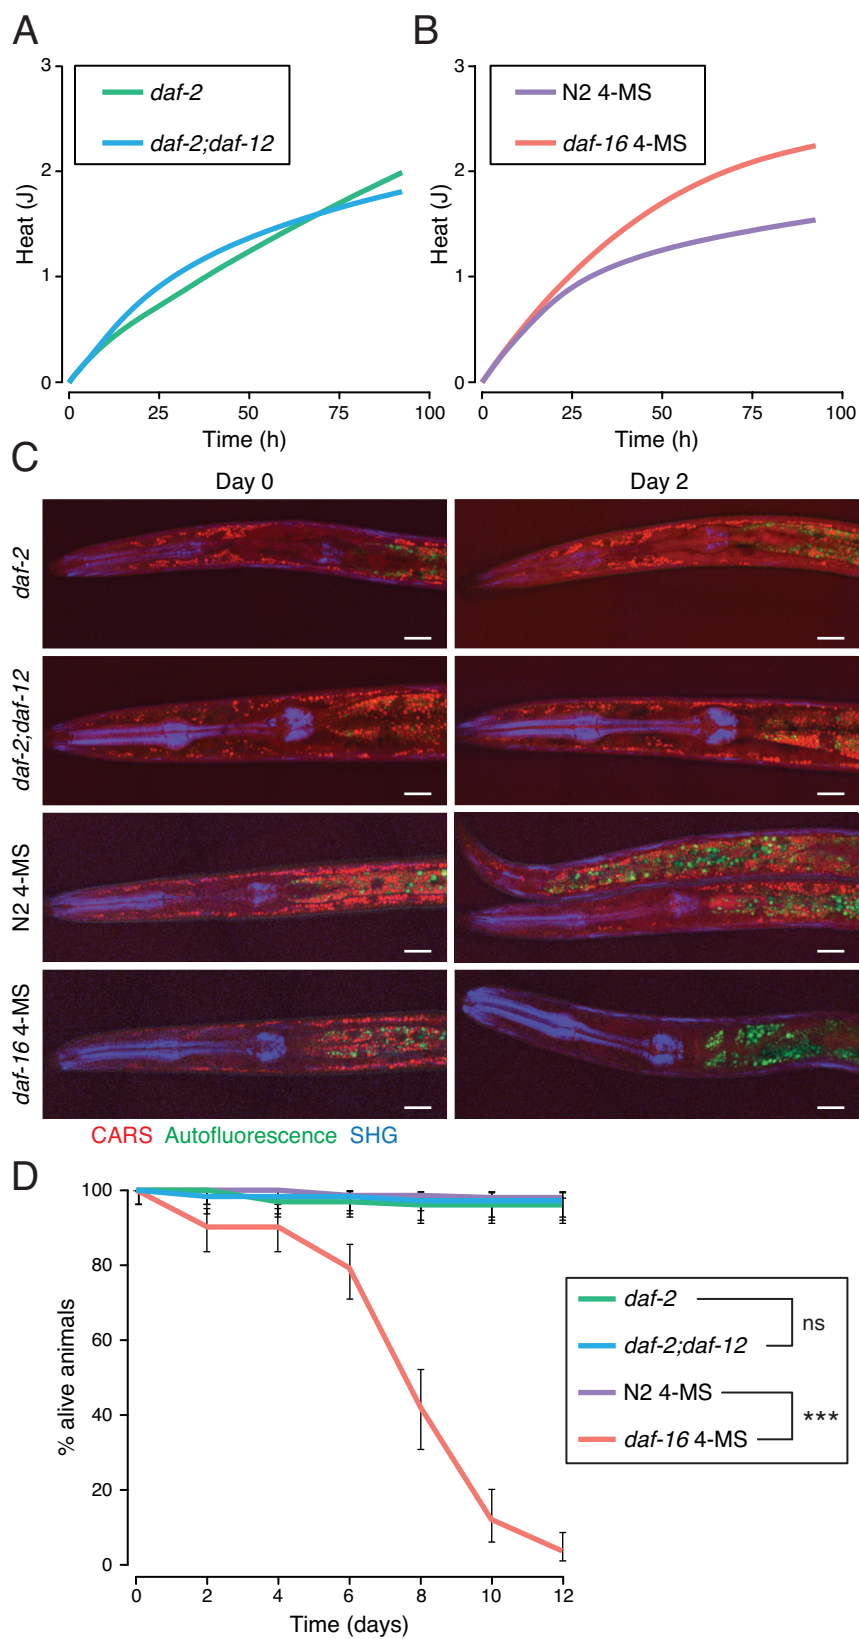 A
3
2
1
0
Heat (J)
daf-2
daf-2;daf-12
0 25 50 75 100
Time (h)
B
3
2
1
0
Heat (J)
N2 4-MS
daf-16 4-MS
0 25 50 75 100
Time (h)
C
Day 0 Day 2
daf-2
daf-2;daf-12
N2 4-MS
daf-16 4-MS
CARS Autofluorescence SHG
D
100
80
60
40
20
0
% alive animals
0 2 4 6 8 10 12
Time (days)
daf-2
daf-2;daf-12
ns
N2 4-MS
daf-16 4-MS
***